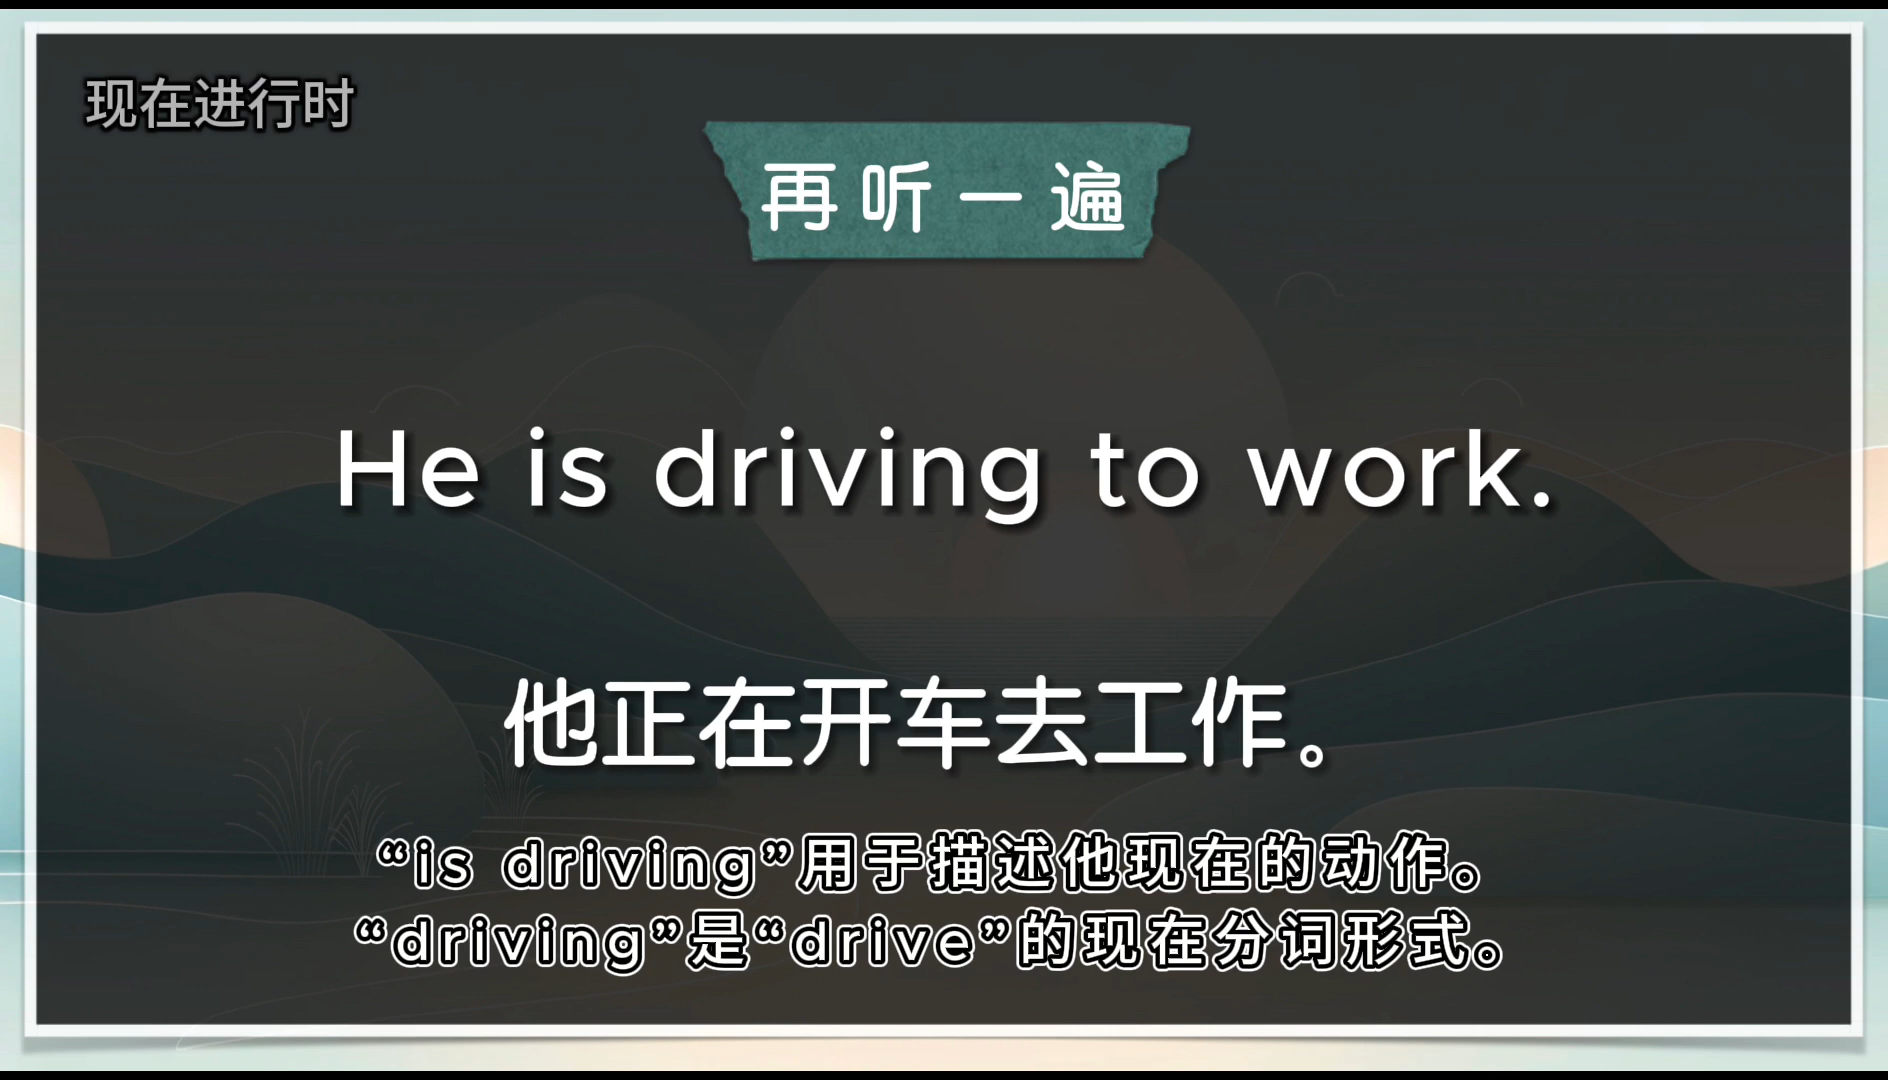 现在进行时
再听一遍
He is driving to work.
他正在开车去工作。
“is driving”用于描述他现在的动作。
“driving”是“drive”的现在分词形式。